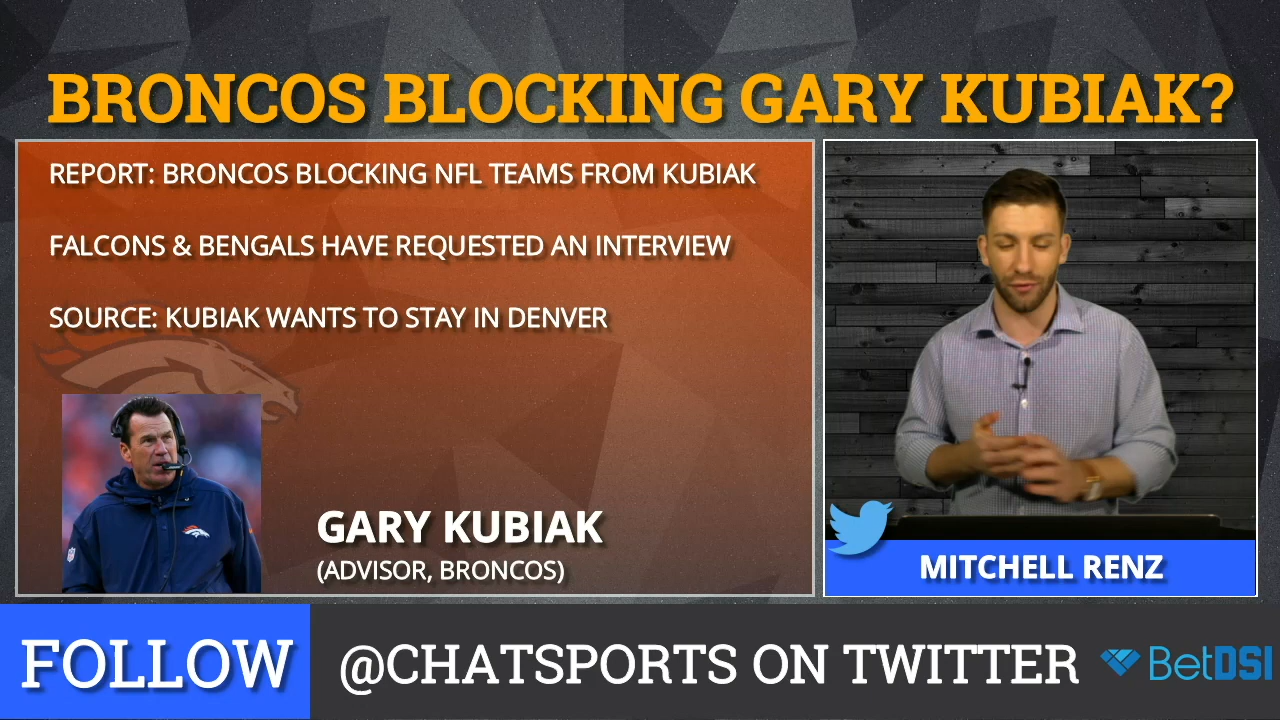 BRONCOS BLOCKING GARY KUBIAK?
REPORT: BRONCOS BLOCKING NFL TEAMS FROM KUBIAK
FALCONS & BENGALS HAVE REQUESTED AN INTERVIEW
SOURCE: KUBIAK WANTS TO STAY IN DENVER
GARY KUBIAK
(ADVISOR, BRONCOS)
MITCHELL RENZ
FOLLOW
@CHATSPORTS ON TWITTER
BetDSI